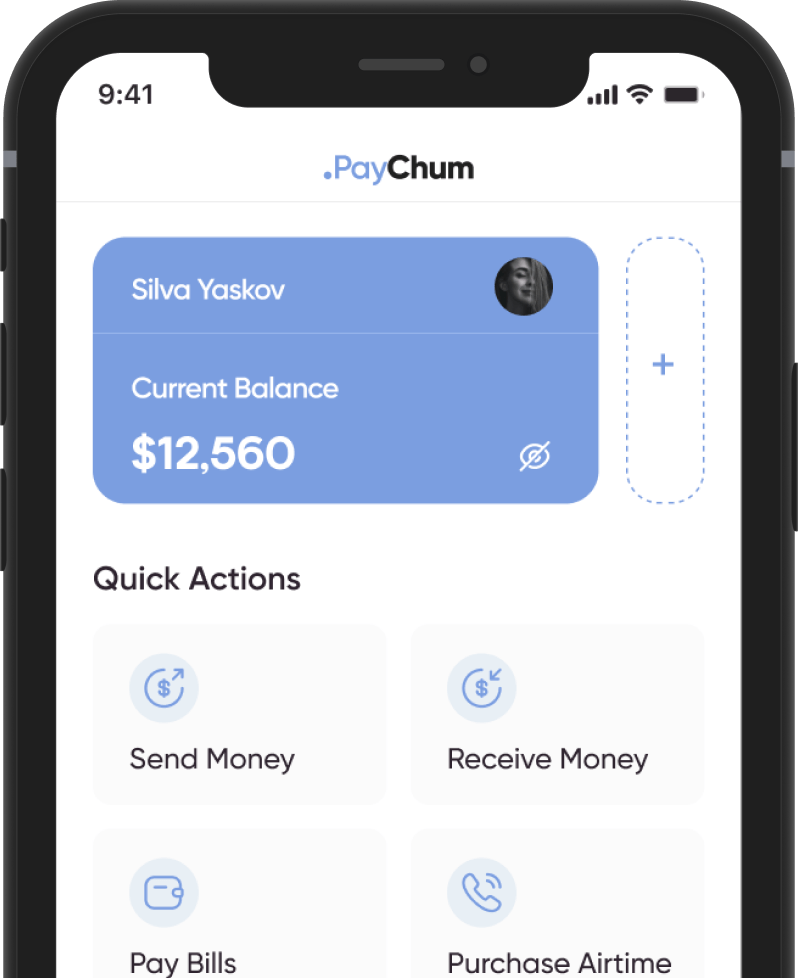 9:41
.PayChum
Silva Yaskov
Current Balance
$12,560
Quick Actions
Send Money
Receive Money
Pay Bills
Purchase Airtime